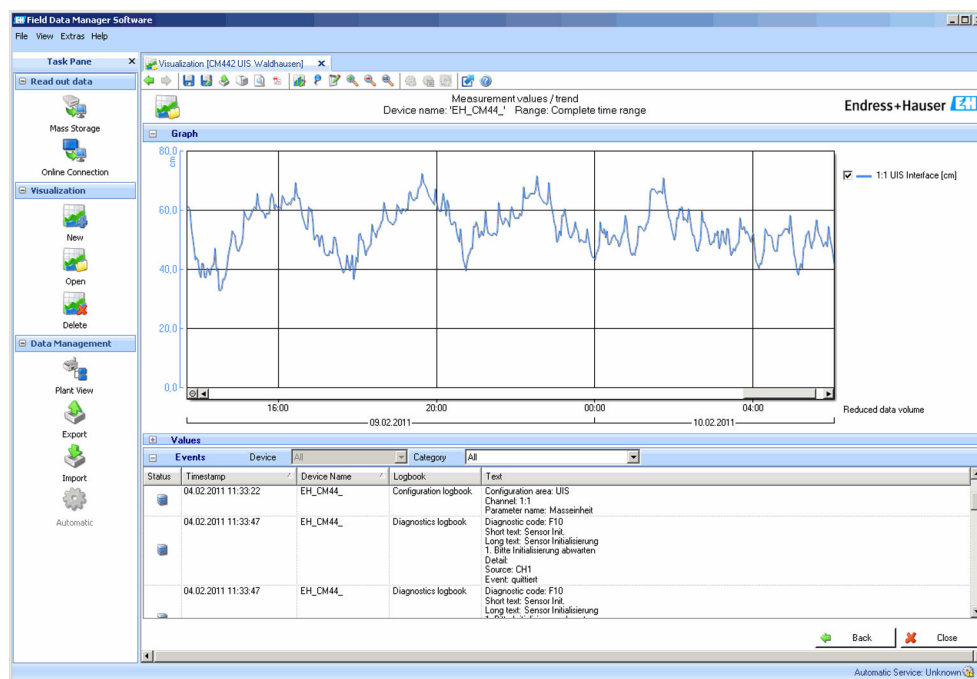 Field Data Manager Software
File View Extras Help
Task Pane
Visualization [CM442 UIS Waldhausen]
Read out data
Mass Storage
Online Connection
Visualization
New
Open
Delete
Data Management
Plant View
Export
Import
Automatic
Measurement values / trend
Device name: 'EH_CM44_' Range: Complete time range
Endress+Hauser EH
Graph
80,0
cm
60,0
40,0
20,0
0,0
1:1 UIS Interface [cm]
16:00 20:00 00:00 04:00
09.02.2011 10.02.2011
Reduced data volume
Values
Events Device All Category All
Status Timestamp Device Name Logbook Text
04.02.2011 11:33:22 EH_CM44_ Configuration logbook Configuration area: UIS
Channel: 1:1
Parameter name: Masseinheit
04.02.2011 11:33:47 EH_CM44_ Diagnostics logbook Diagnostic code: F10
Short text: Sensor Init.
Long text: Sensor Initialisierung
1. Bitte Initialisierung abwarten
Detail:
Source: CH1
Event: quittiert
04.02.2011 11:33:47 EH_CM44_ Diagnostics logbook Diagnostic code: F10
Short text: Sensor Init.
Long text: Sensor Initialisierung
Back Close
Automatic Service: Unknown